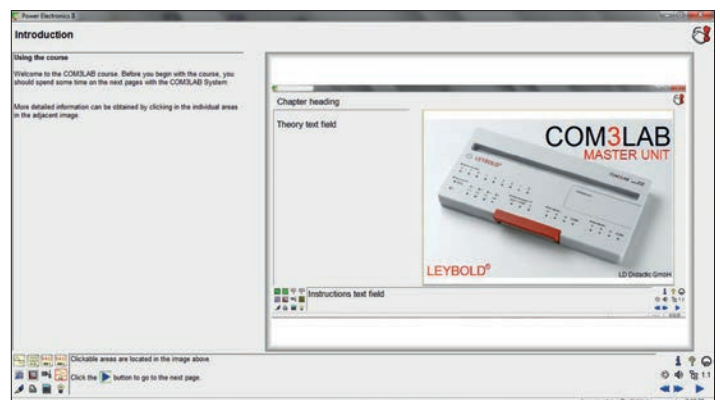 Power Electronics II
Introduction
Using the course
Welcome to the COM3LAB course. Before you begin with the course, you
should spend some time on the next pages with the COM3LAB System
More detailed information can be obtained by clicking in the individual areas
in the adjacent image.
Chapter heading
Theory text field
COM3LAB
MASTER UNIT
LEYBOLD®
LEYBOLD®
LD Didactic GmbH
Instructions text field
Clickable areas are located in the image above.
Click the button to go to the next page.
1.1